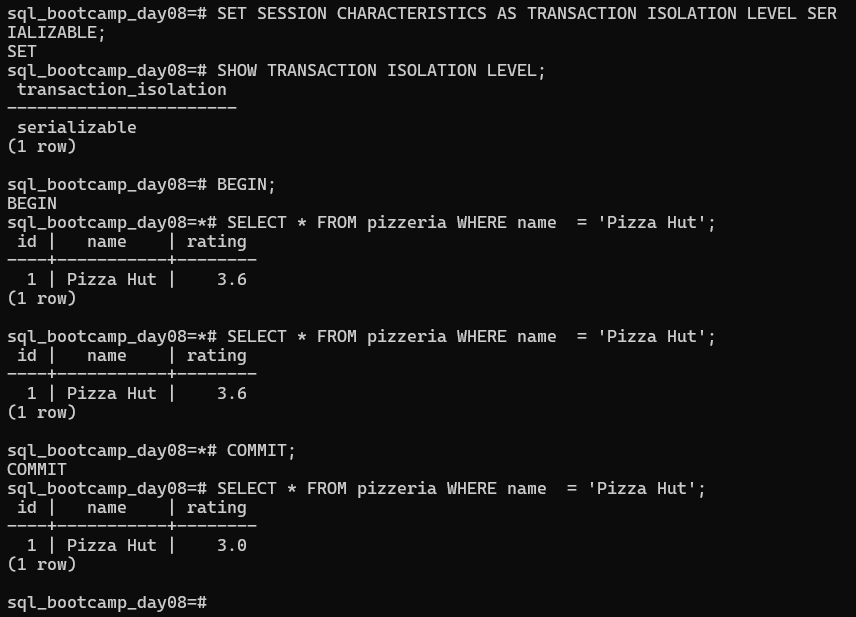 sql_bootcamp_day08=# SET SESSION CHARACTERISTICS AS TRANSACTION ISOLATION LEVEL SER
IALIZABLE;
SET
sql_bootcamp_day08=# SHOW TRANSACTION ISOLATION LEVEL;
 transaction_isolation
-----------------------
 serializable
(1 row)

sql_bootcamp_day08=# BEGIN;
BEGIN
sql_bootcamp_day08=*# SELECT * FROM pizzeria WHERE name  = 'Pizza Hut';
 id |   name    | rating
----+-----------+--------
  1 | Pizza Hut |    3.6
(1 row)

sql_bootcamp_day08=*# SELECT * FROM pizzeria WHERE name  = 'Pizza Hut';
 id |   name    | rating
----+-----------+--------
  1 | Pizza Hut |    3.6
(1 row)

sql_bootcamp_day08=*# COMMIT;
COMMIT
sql_bootcamp_day08=# SELECT * FROM pizzeria WHERE name  = 'Pizza Hut';
 id |   name    | rating
----+-----------+--------
  1 | Pizza Hut |    3.0
(1 row)

sql_bootcamp_day08=#